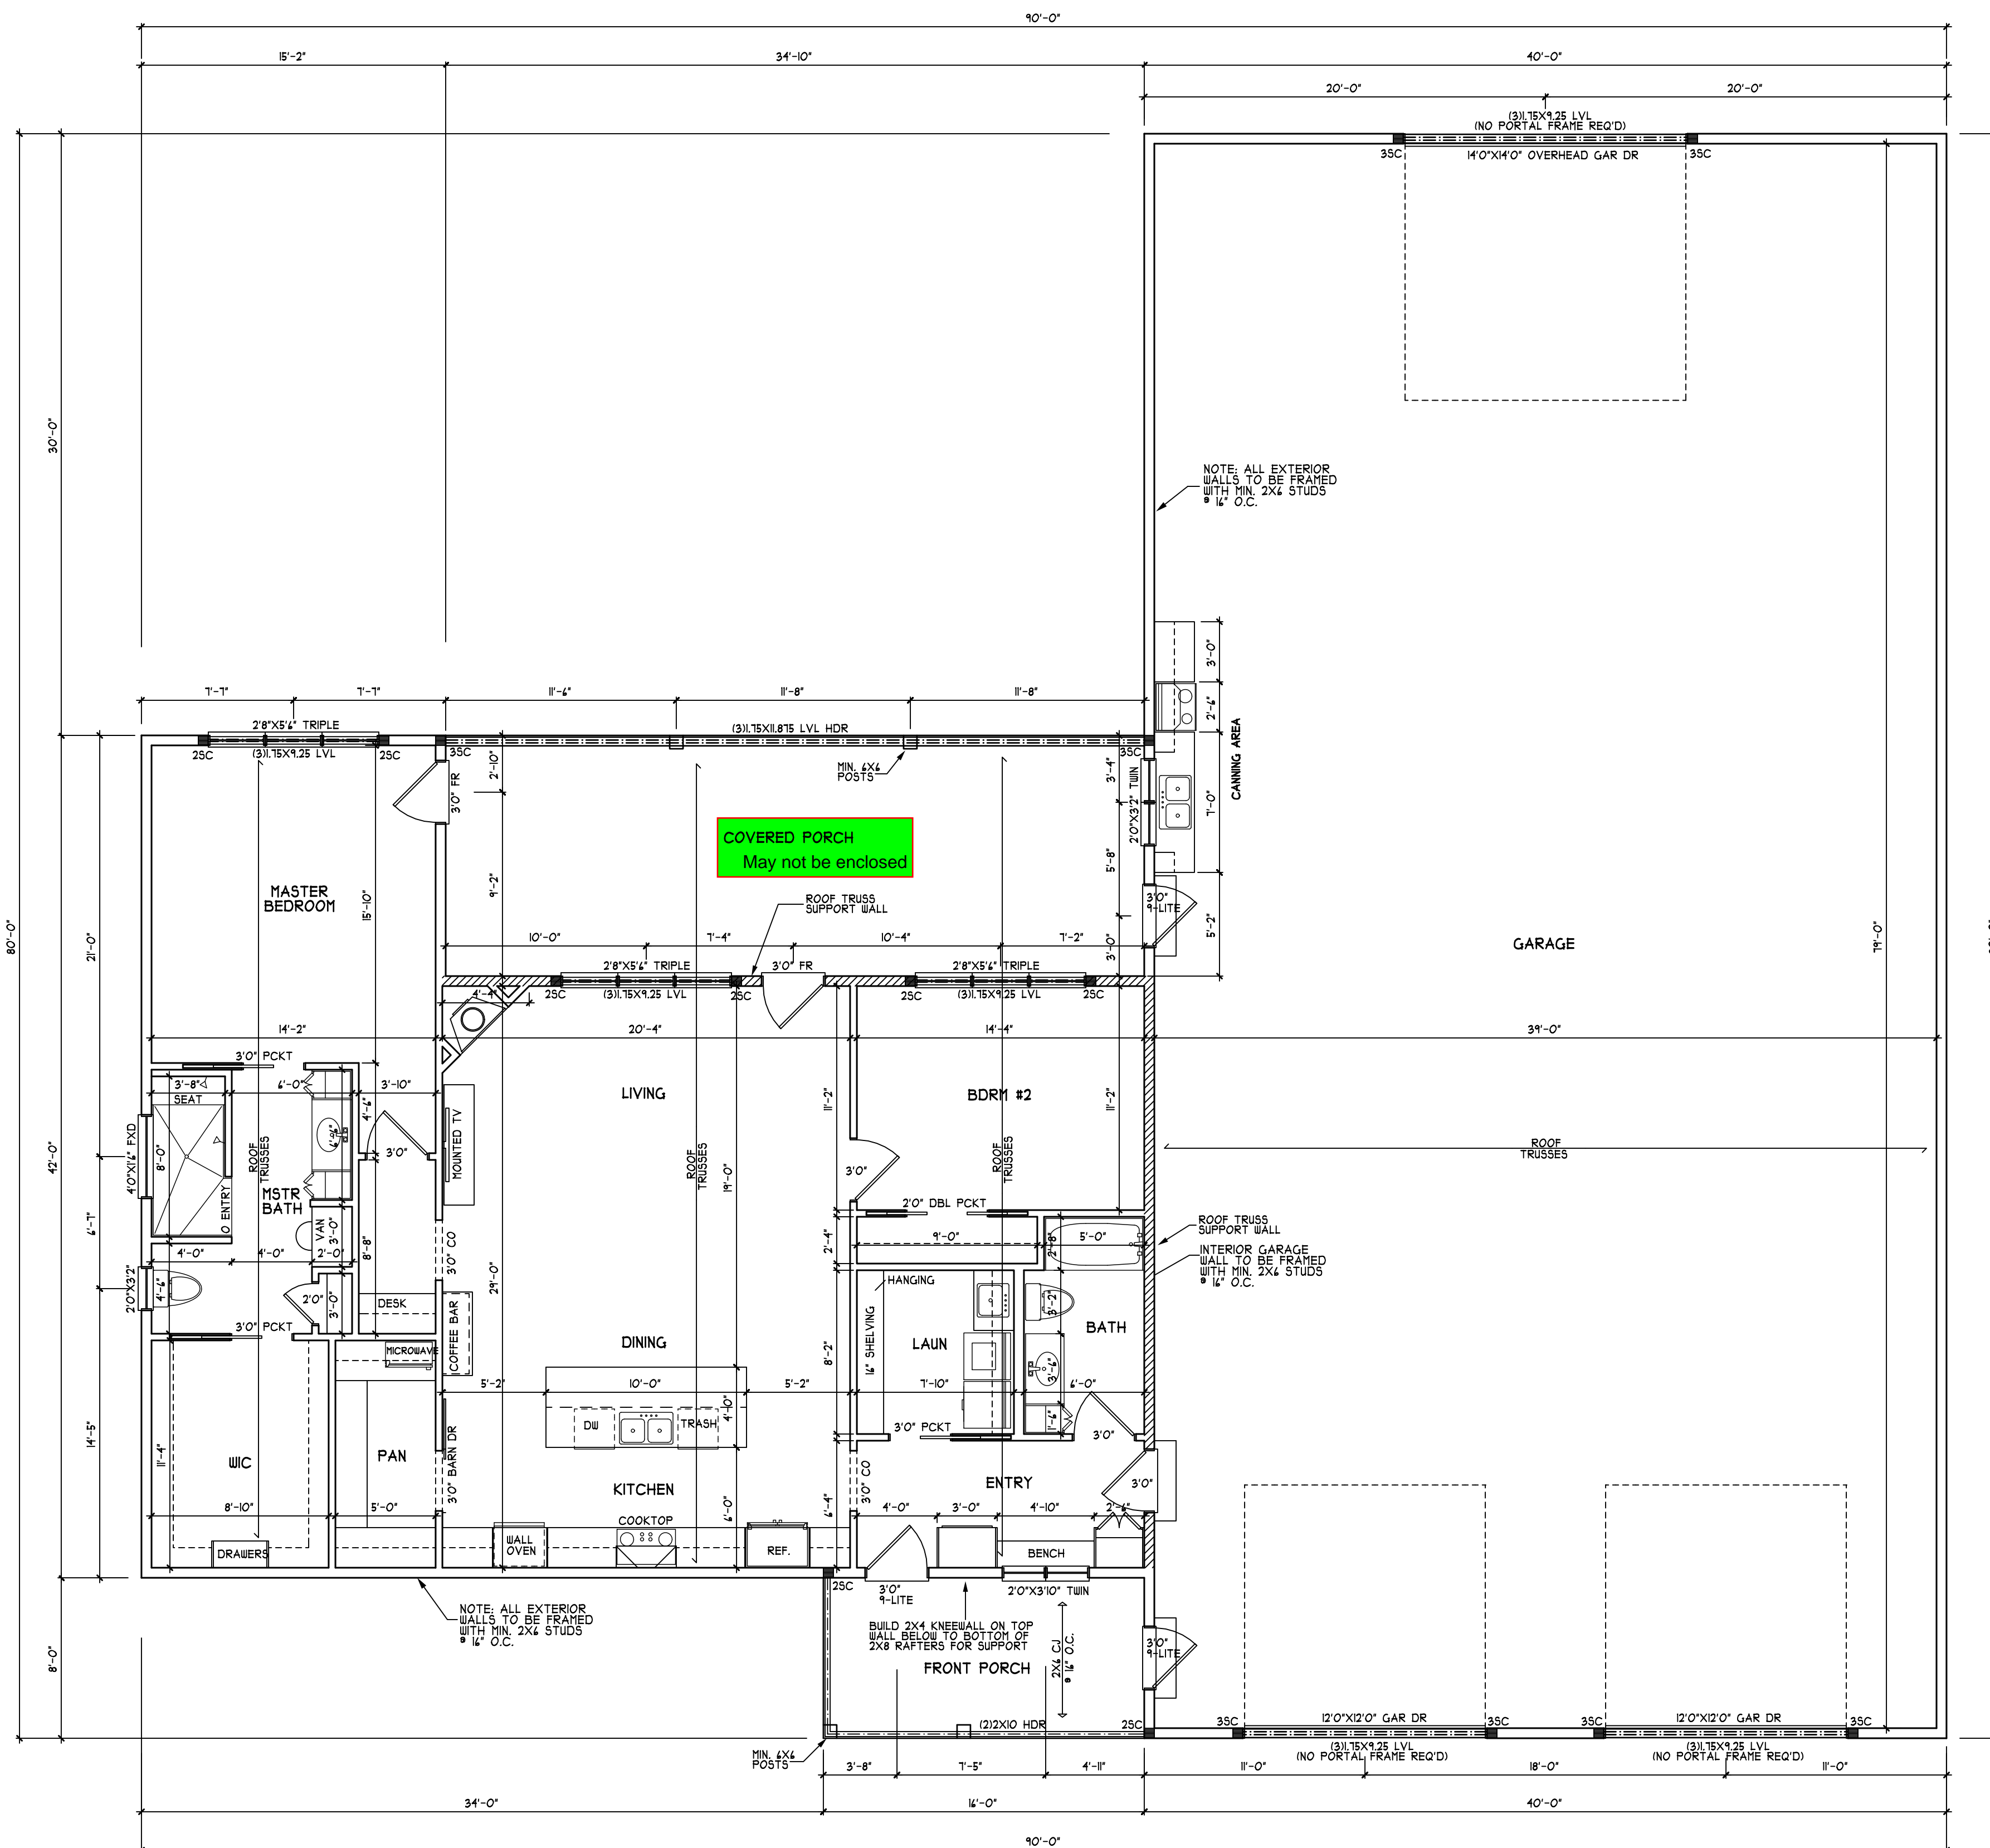 90'-0"
15'-2"
34'-10"
40'-0"
20'-0"
20'-0"
(3)1.75X9.25 LVL
(NO PORTAL FRAME REQ'D)
3SC
14'0"X14'0" OVERHEAD GAR DR
3SC
80'-0"
30'-0"
NOTE: ALL EXTERIOR
WALLS TO BE FRAMED
WITH MIN. 2X6 STUDS
@ 16" O.C.
3'-0"
2'-6"
7'-0"
5'-2"
CANNING AREA
7'-7"
7'-7"
11'-6"
11'-8"
11'-8"
2'8"X5'6" TRIPLE
2SC
(3)1.75X9.25 LVL
2SC
3SC
(3)1.75X11.875 LVL HDR
3SC
MIN. 6X6
POSTS
2'-10"
3'0" FR
9'-2"
3'-4"
2'0"X3'2" TWIN
5'-8"
3'-0"
COVERED PORCH
May not be enclosed
MASTER
BEDROOM
15'-10"
ROOF TRUSS
SUPPORT WALL
3'0"
9-LITE
GARAGE
79'-0"
21'-0"
10'-0"
7'-4"
10'-4"
7'-2"
2'8"X5'6" TRIPLE
3'0" FR
2'8"X5'6" TRIPLE
2SC
(3)1.75X9.25 LVL
2SC
2SC
(3)1.75X9.25 LVL
2SC
4'-4"
14'-2"
20'-4"
14'-4"
39'-0"
3'0" PCKT
3'-8"
6'-0"
3'-10"
SEAT
4'-6"
LIVING
BDRM #2
11'-2"
11'-2"
MOUNTED TV
4'0"X1'6" FXD
8'-0"
ROOF
TRUSSES
6'-6"
3'0"
ROOF
TRUSSES
19'-0"
ROOF
TRUSSES
ROOF
TRUSSES
42'-0"
3'0"
MSTR
BATH
0 ENTRY
VAN
3'-0"
2'0" DBL PCKT
6'-7"
4'-0"
4'-0"
2'-0"
8'-8"
3'0" CO
29'-0"
2'-4"
9'-0"
2'-8"
5'-0"
ROOF TRUSS
SUPPORT WALL
INTERIOR GARAGE
WALL TO BE FRAMED
WITH MIN. 2X6 STUDS
@ 16" O.C.
2'0"X3'2"
4'-6"
2'0"
3'-0"
DESK
COFFEE BAR
HANGING
3'-2"
3'0" PCKT
MICROWAVE
DINING
8'-2"
16" SHELVING
LAUN
BATH
3'-6"
5'-2"
10'-0"
5'-2"
7'-10"
6'-0"
4'-0"
DW
TRASH
3'0" PCKT
1'-6"
3'0"
14'-5"
11'-4"
WIC
PAN
3'0" BARN DR
KITCHEN
6'-0"
6'-4"
3'0" CO
ENTRY
3'0"
8'-10"
5'-0"
4'-0"
3'-0"
4'-10"
2'-6"
COOKTOP
WALL
OVEN
REF.
BENCH
DRAWERS
2SC
3'0"
9-LITE
2'0"X3'10" TWIN
NOTE: ALL EXTERIOR
WALLS TO BE FRAMED
WITH MIN. 2X6 STUDS
@ 16" O.C.
BUILD 2X4 KNEEWALL ON TOP
WALL BELOW TO BOTTOM OF
2X8 RAFTERS FOR SUPPORT
2X6 CJ
@ 16" O.C.
3'0"
9-LITE
8'-0"
FRONT PORCH
(2)2X10 HDR
2SC
3SC
12'0"X12'0" GAR DR
3SC
3SC
12'0"X12'0" GAR DR
3SC
(3)1.75X9.25 LVL
(NO PORTAL FRAME REQ'D)
(3)1.75X9.25 LVL
(NO PORTAL FRAME REQ'D)
MIN. 6X6
POSTS
3'-8"
7'-5"
4'-11"
11'-0"
18'-0"
11'-0"
34'-0"
16'-0"
40'-0"
90'-0"